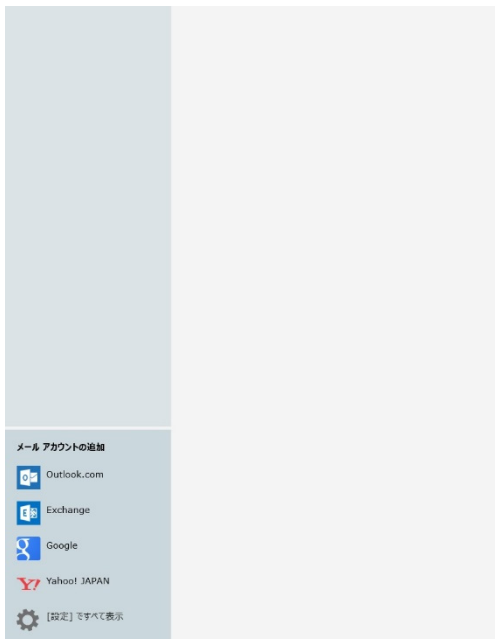 メール アカウントの追加
Outlook.com
Exchange
Google
Yahoo! JAPAN
[設定] ですべて表示